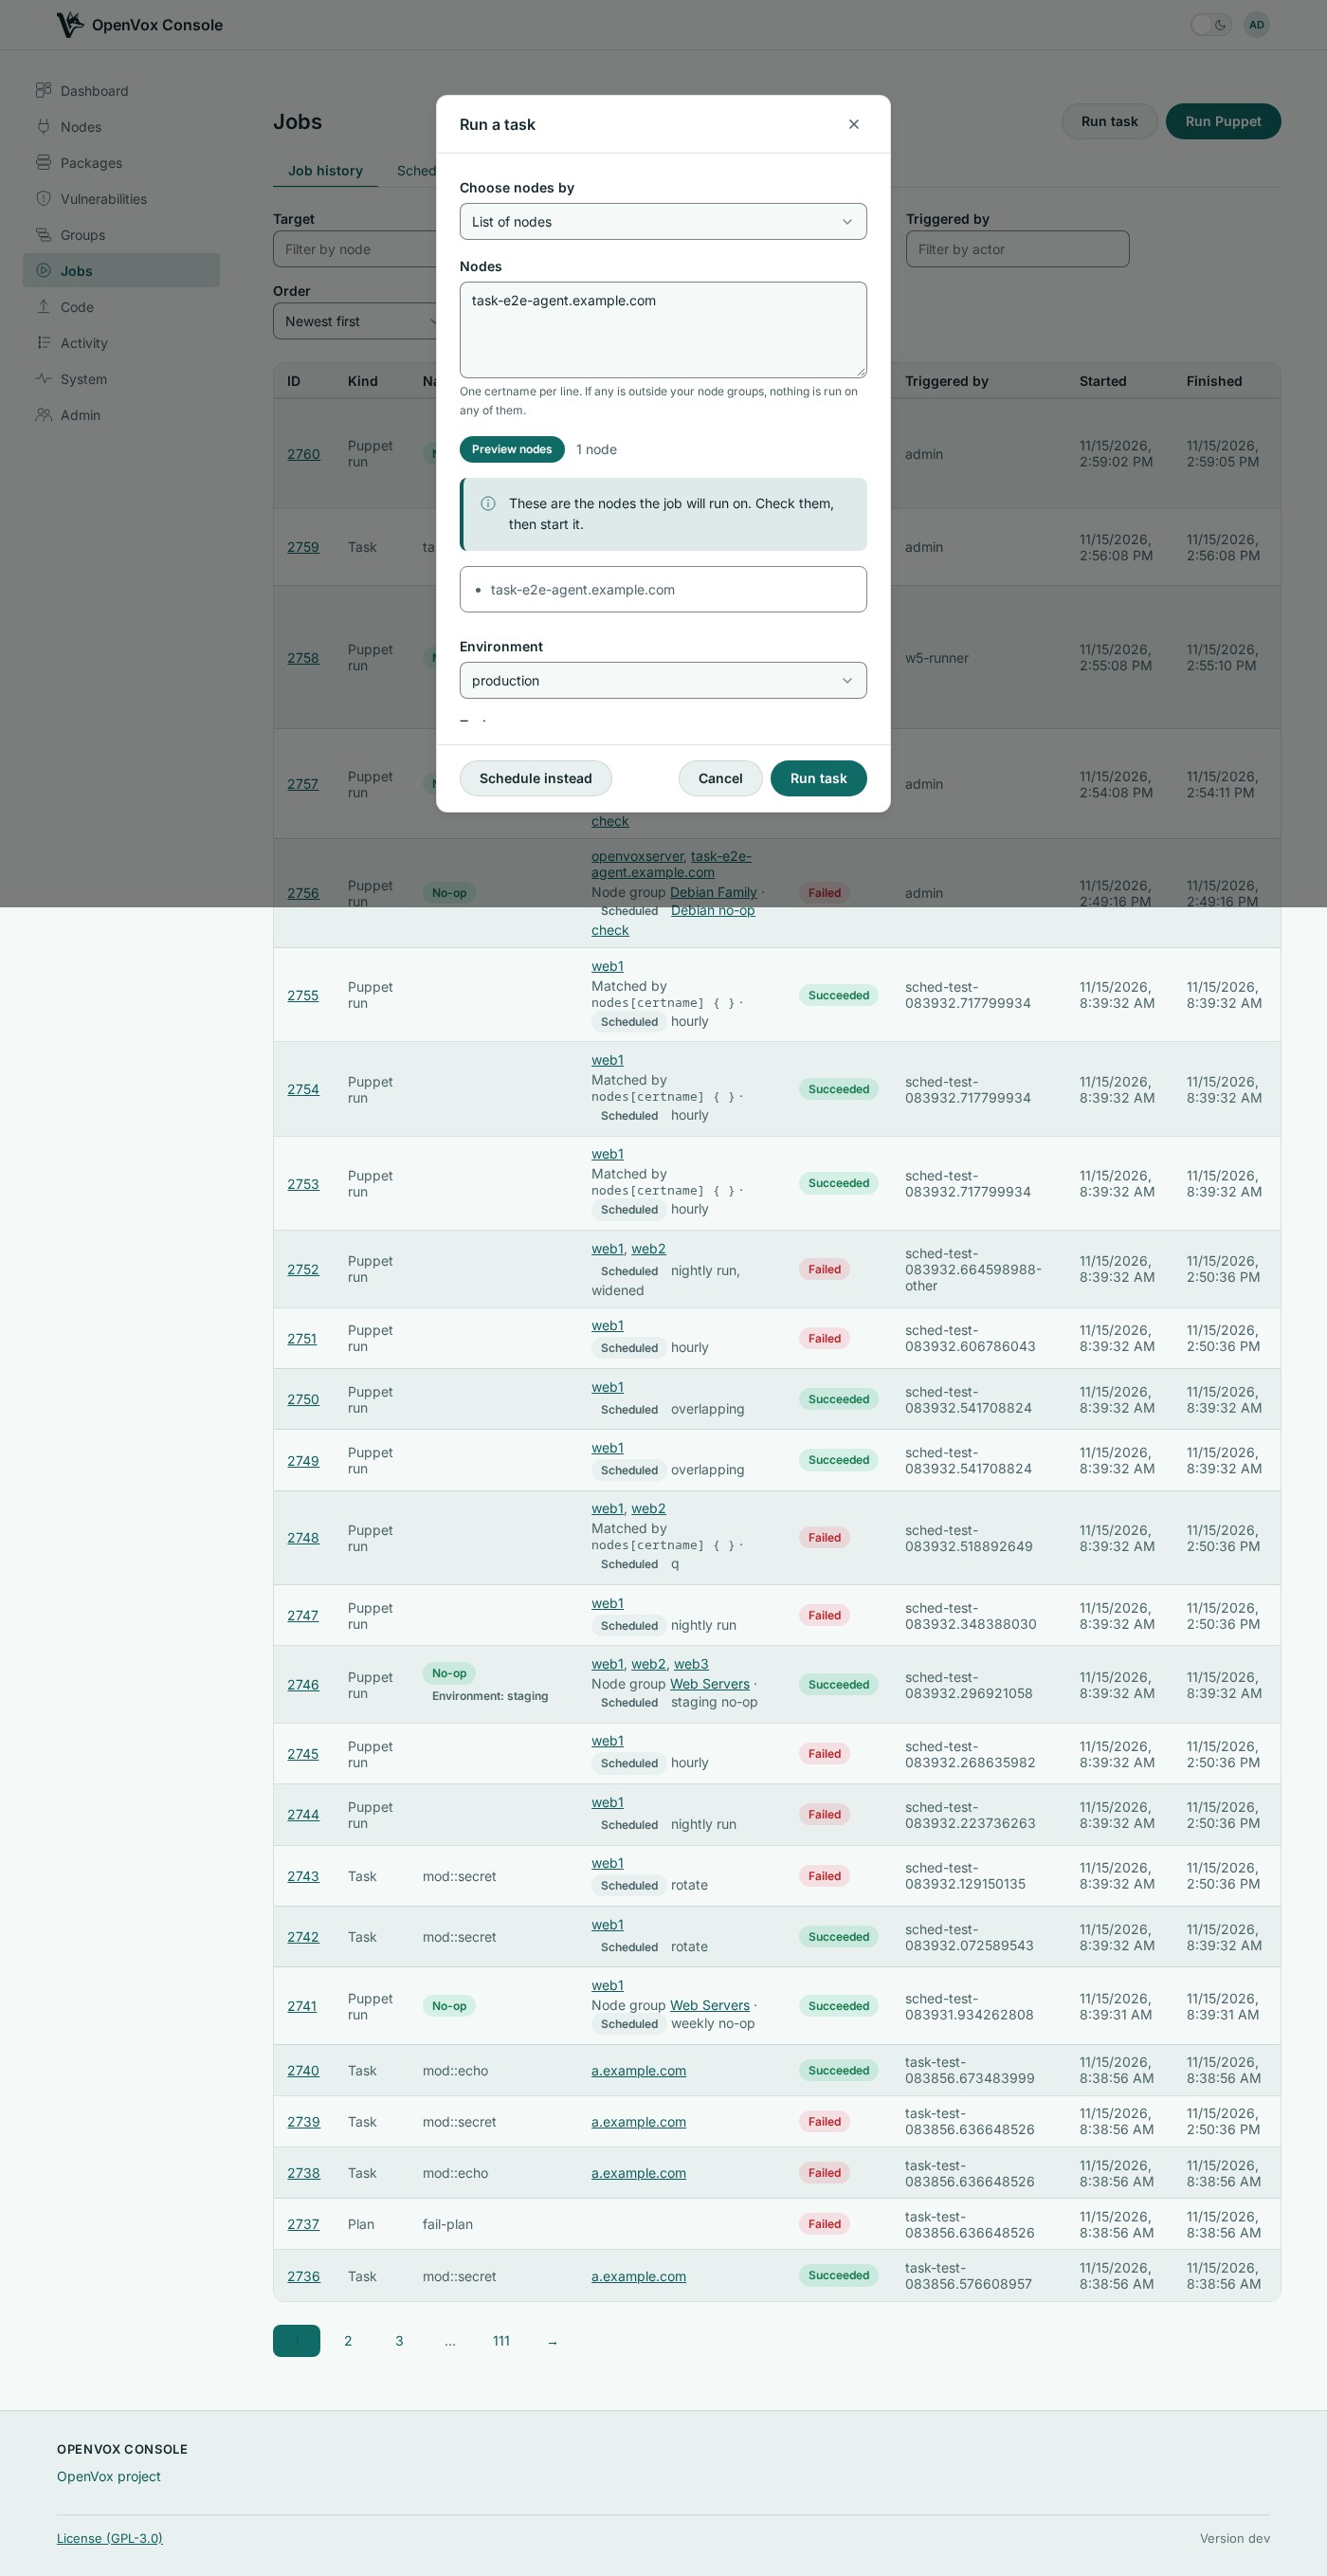 OpenVox Console
AD
Dashboard
Nodes
Packages
Vulnerabilities
Groups
Jobs
Code
Activity
System
Admin
Jobs
Run task
Run Puppet
Job history
Target
Filter by node
Triggered by
Filter by actor
Order
Newest first
Run a task
Choose nodes by
List of nodes
Nodes
task-e2e-agent.example.com
One certname per line. If any is outside your node groups, nothing is run on
any of them.
Preview nodes 1 node
These are the nodes the job will run on. Check them,
then start it.
task-e2e-agent.example.com
Environment
production
Schedule instead
Cancel
Run task
ID Kind Triggered by Started Finished
2760 Puppet run admin 11/15/2026, 2:59:02 PM 11/15/2026, 2:59:05 PM
2759 Task admin 11/15/2026, 2:56:08 PM 11/15/2026, 2:56:08 PM
2758 Puppet run w5-runner 11/15/2026, 2:55:08 PM 11/15/2026, 2:55:10 PM
2757 Puppet run check admin 11/15/2026, 2:54:08 PM 11/15/2026, 2:54:11 PM
2756 Puppet run No-op openvoxserver, task-e2e-agent.example.com Node group Debian Family · Scheduled Debian no-op check Failed admin 11/15/2026, 2:49:16 PM 11/15/2026, 2:49:16 PM
2755 Puppet run web1 Matched by nodes[certname] { } · Scheduled hourly Succeeded sched-test-083932.717799934 11/15/2026, 8:39:32 AM 11/15/2026, 8:39:32 AM
2754 Puppet run web1 Matched by nodes[certname] { } · Scheduled hourly Succeeded sched-test-083932.717799934 11/15/2026, 8:39:32 AM 11/15/2026, 8:39:32 AM
2753 Puppet run web1 Matched by nodes[certname] { } · Scheduled hourly Succeeded sched-test-083932.717799934 11/15/2026, 8:39:32 AM 11/15/2026, 8:39:32 AM
2752 Puppet run web1, web2 Scheduled nightly run, widened Failed sched-test-083932.664598988-other 11/15/2026, 8:39:32 AM 11/15/2026, 2:50:36 PM
2751 Puppet run web1 Scheduled hourly Failed sched-test-083932.606786043 11/15/2026, 8:39:32 AM 11/15/2026, 2:50:36 PM
2750 Puppet run web1 Scheduled overlapping Succeeded sched-test-083932.541708824 11/15/2026, 8:39:32 AM 11/15/2026, 8:39:32 AM
2749 Puppet run web1 Scheduled overlapping Succeeded sched-test-083932.541708824 11/15/2026, 8:39:32 AM 11/15/2026, 8:39:32 AM
2748 Puppet run web1, web2 Matched by nodes[certname] { } · Scheduled q Failed sched-test-083932.518892649 11/15/2026, 8:39:32 AM 11/15/2026, 2:50:36 PM
2747 Puppet run web1 Scheduled nightly run Failed sched-test-083932.348388030 11/15/2026, 8:39:32 AM 11/15/2026, 2:50:36 PM
2746 Puppet run No-op Environment: staging web1, web2, web3 Node group Web Servers · Scheduled staging no-op Succeeded sched-test-083932.296921058 11/15/2026, 8:39:32 AM 11/15/2026, 8:39:32 AM
2745 Puppet run web1 Scheduled hourly Failed sched-test-083932.268635982 11/15/2026, 8:39:32 AM 11/15/2026, 2:50:36 PM
2744 Puppet run web1 Scheduled nightly run Failed sched-test-083932.223736263 11/15/2026, 8:39:32 AM 11/15/2026, 2:50:36 PM
2743 Task mod::secret web1 Scheduled rotate Failed sched-test-083932.129150135 11/15/2026, 8:39:32 AM 11/15/2026, 2:50:36 PM
2742 Task mod::secret web1 Scheduled rotate Succeeded sched-test-083932.072589543 11/15/2026, 8:39:32 AM 11/15/2026, 8:39:32 AM
2741 Puppet run No-op web1 Node group Web Servers · Scheduled weekly no-op Succeeded sched-test-083931.934262808 11/15/2026, 8:39:31 AM 11/15/2026, 8:39:31 AM
2740 Task mod::echo a.example.com Succeeded task-test-083856.673483999 11/15/2026, 8:38:56 AM 11/15/2026, 8:38:56 AM
2739 Task mod::secret a.example.com Failed task-test-083856.636648526 11/15/2026, 8:38:56 AM 11/15/2026, 2:50:36 PM
2738 Task mod::echo a.example.com Failed task-test-083856.636648526 11/15/2026, 8:38:56 AM 11/15/2026, 8:38:56 AM
2737 Plan fail-plan Failed task-test-083856.636648526 11/15/2026, 8:38:56 AM 11/15/2026, 8:38:56 AM
2736 Task mod::secret a.example.com Succeeded task-test-083856.576608957 11/15/2026, 8:38:56 AM 11/15/2026, 8:38:56 AM
1 2 3 … 111 →
OPENVOX CONSOLE
OpenVox project
License (GPL-3.0)
Version dev